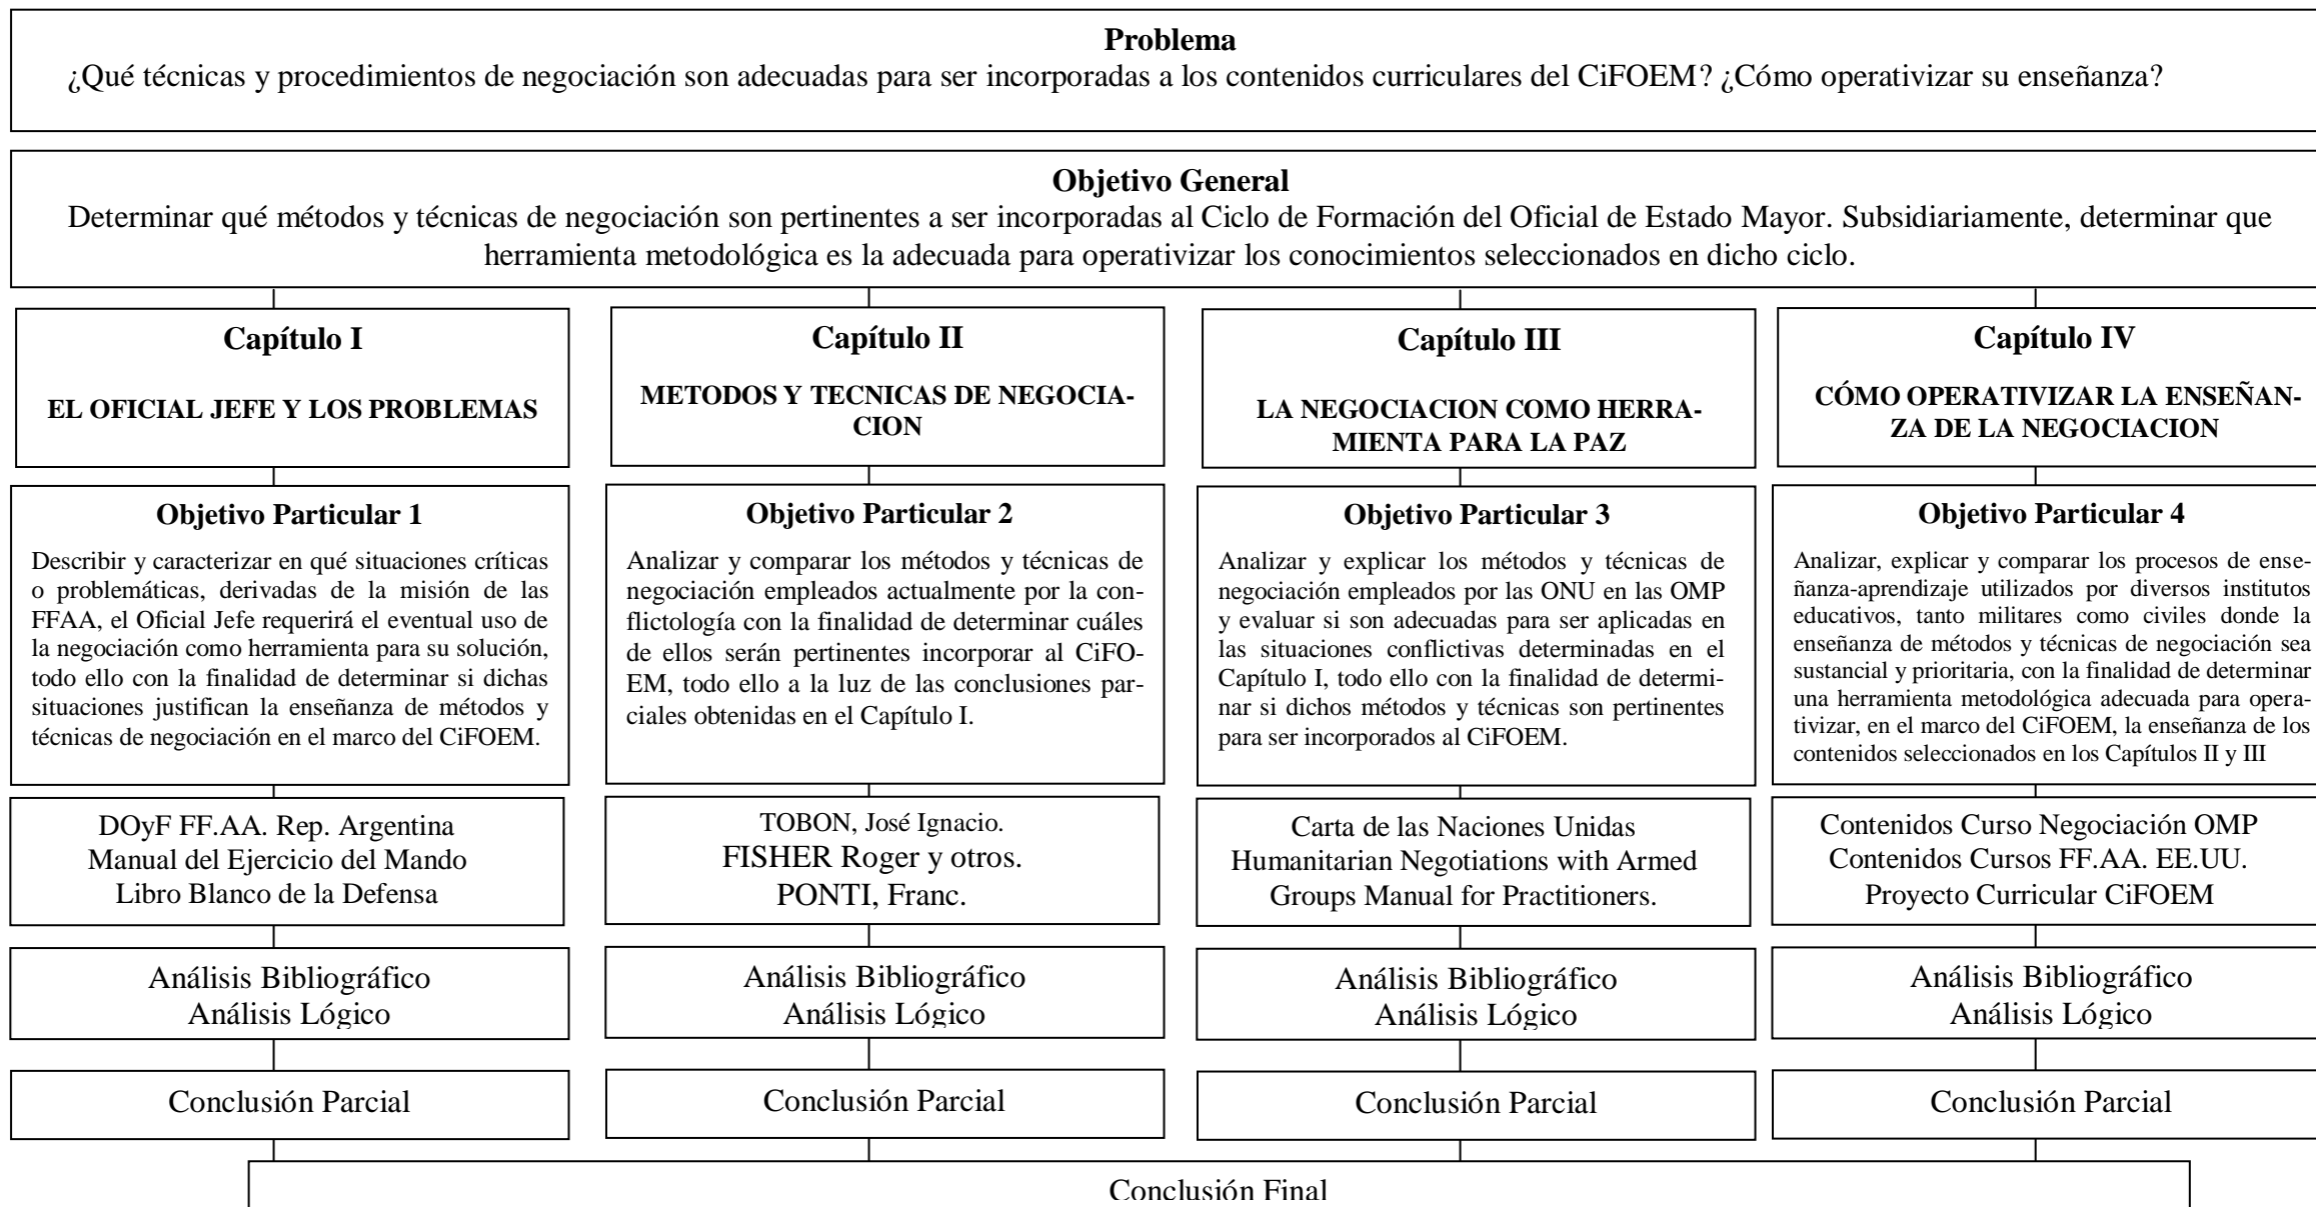 Problema
¿Qué técnicas y procedimientos de negociación son adecuadas para ser incorporadas a los contenidos curriculares del CiFOEM? ¿Cómo operativizar su enseñanza?
Objetivo General
Determinar qué métodos y técnicas de negociación son pertinentes a ser incorporadas al Ciclo de Formación del Oficial de Estado Mayor. Subsidiariamente, determinar que
herramienta metodológica es la adecuada para operativizar los conocimientos seleccionados en dicho ciclo.
Capítulo I
EL OFICIAL JEFE Y LOS PROBLEMAS
Capítulo II
METODOS Y TECNICAS DE NEGOCIA-
CION
Capítulo III
LA NEGOCIACION COMO HERRA-
MIENTA PARA LA PAZ
Capítulo IV
CÓMO OPERATIVIZAR LA ENSEÑAN-
ZA DE LA NEGOCIACION
Objetivo Particular 1
Describir y caracterizar en qué situaciones críticas
o problemáticas, derivadas de la misión de las
FFAA, el Oficial Jefe requerirá el eventual uso de
la negociación como herramienta para su solución,
todo ello con la finalidad de determinar si dichas
situaciones justifican la enseñanza de métodos y
técnicas de negociación en el marco del CiFOEM.
Objetivo Particular 2
Analizar y comparar los métodos y técnicas de
negociación empleados actualmente por la con-
flictología con la finalidad de determinar cuáles
de ellos serán pertinentes incorporar al CiFO-
EM, todo ello a la luz de las conclusiones par-
ciales obtenidas en el Capítulo I.
Objetivo Particular 3
Analizar y explicar los métodos y técnicas de
negociación empleados por las ONU en las OMP
y evaluar si son adecuadas para ser aplicadas en
las situaciones conflictivas determinadas en el
Capítulo I, todo ello con la finalidad de determi-
nar si dichos métodos y técnicas son pertinentes
para ser incorporados al CiFOEM.
Objetivo Particular 4
Analizar, explicar y comparar los procesos de ense-
ñanza-aprendizaje utilizados por diversos institutos
educativos, tanto militares como civiles donde la
enseñanza de métodos y técnicas de negociación sea
sustancial y prioritaria, con la finalidad de determinar
una herramienta metodológica adecuada para opera-
tivizar, en el marco del CiFOEM, la enseñanza de los
contenidos seleccionados en los Capítulos II y III
DOyF FF.AA. Rep. Argentina
Manual del Ejercicio del Mando
Libro Blanco de la Defensa
TOBON, José Ignacio.
FISHER Roger y otros.
PONTI, Franc.
Carta de las Naciones Unidas
Humanitarian Negotiations with Armed
Groups Manual for Practitioners.
Contenidos Curso Negociación OMP
Contenidos Cursos FF.AA. EE.UU.
Proyecto Curricular CiFOEM
Análisis Bibliográfico
Análisis Lógico
Análisis Bibliográfico
Análisis Lógico
Análisis Bibliográfico
Análisis Lógico
Análisis Bibliográfico
Análisis Lógico
Conclusión Parcial
Conclusión Parcial
Conclusión Parcial
Conclusión Parcial
Conclusión Final